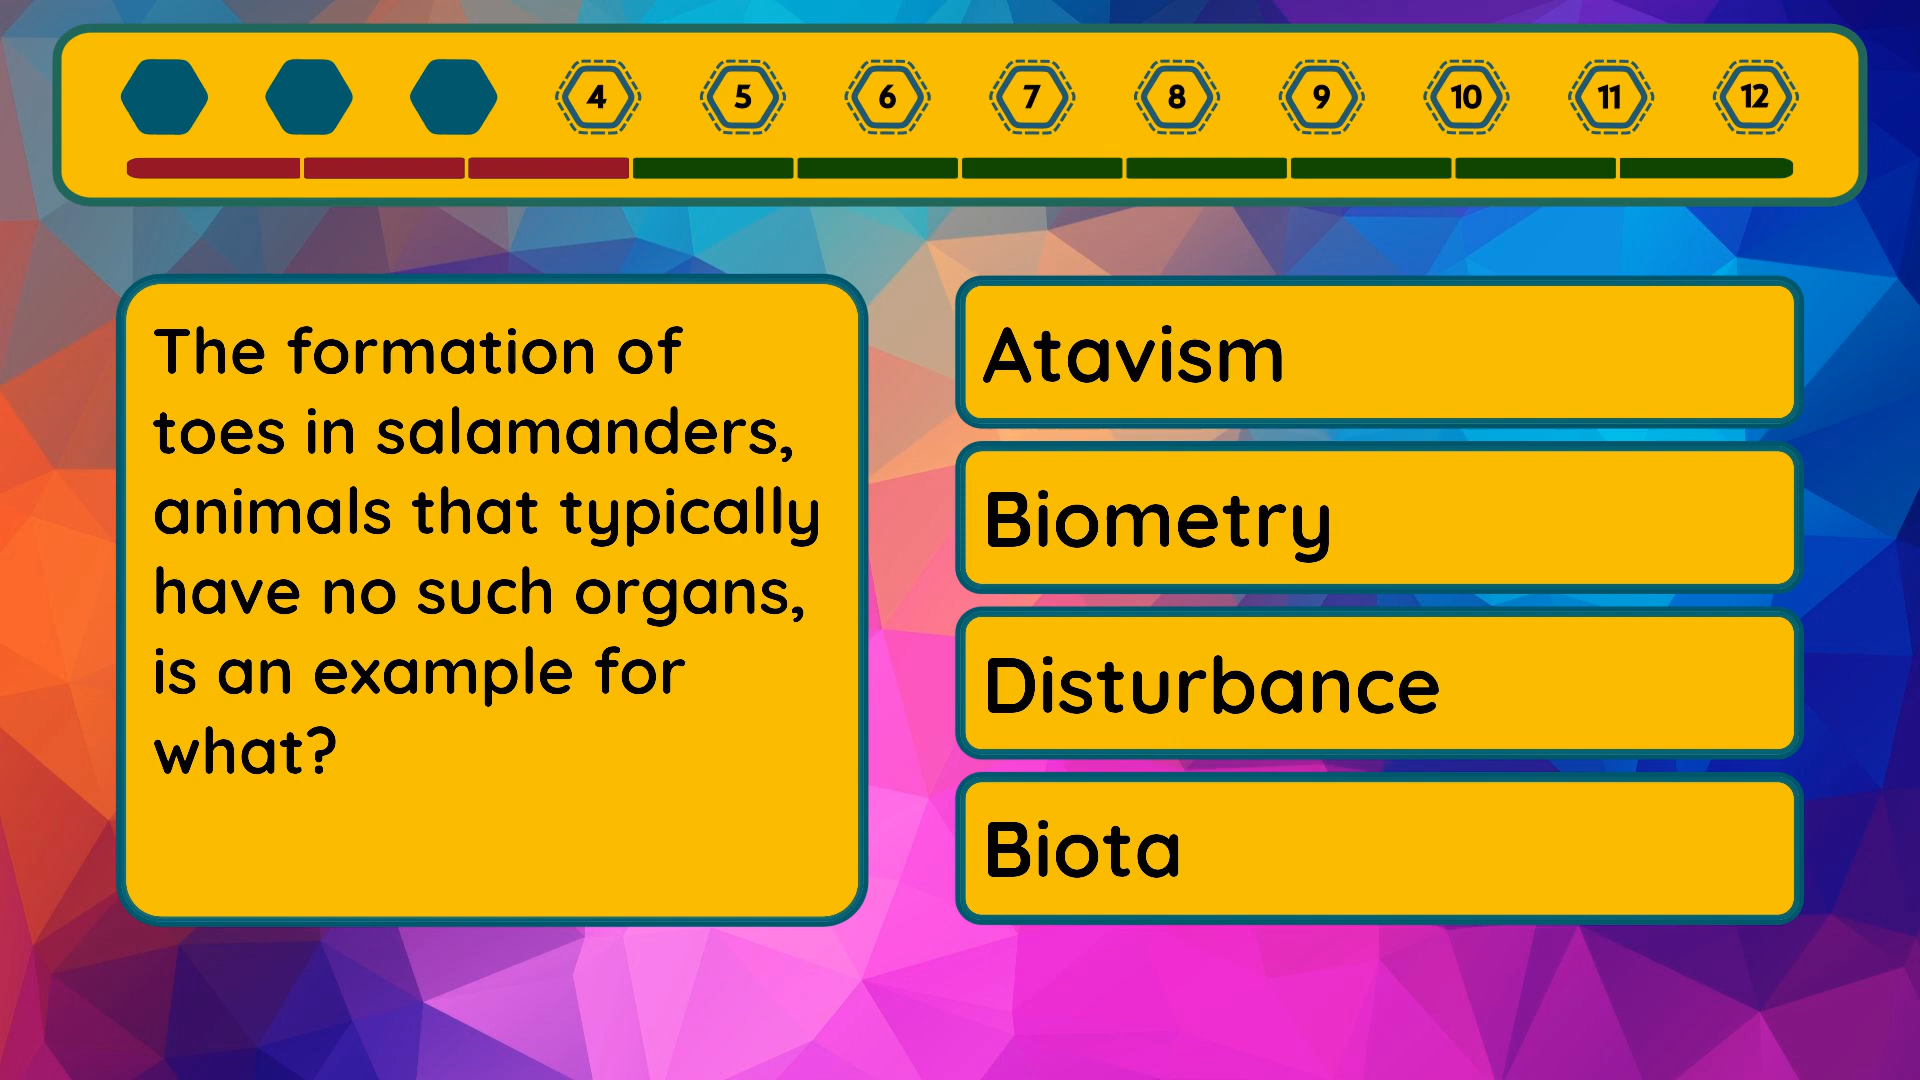 4 5 6 7 8 9 10 11 12
The formation of
toes in salamanders,
animals that typically
have no such organs,
is an example for
what?
Atavism
Biometry
Disturbance
Biota